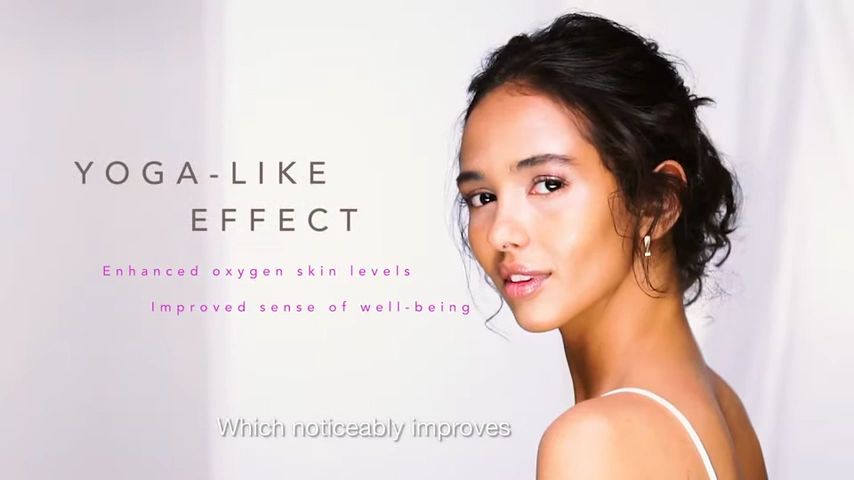 YOGA-LIKE
EFFECT
Enhanced oxygen skin levels
Improved sense of well-being
Which noticeably improves